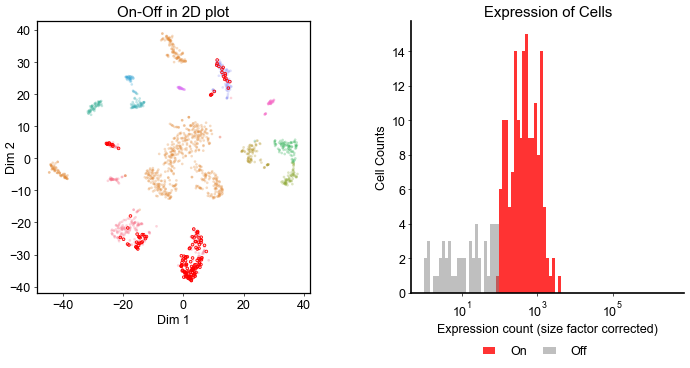 On-Off in 2D plot
40
30
20
10
0
−10
−20
−30
−40
Dim 2
−40 −20 0 20 40
Dim 1
Expression of Cells
14
12
10
8
6
4
2
0
Cell Counts
10^1 10^3 10^5
Expression count (size factor corrected)
On Off